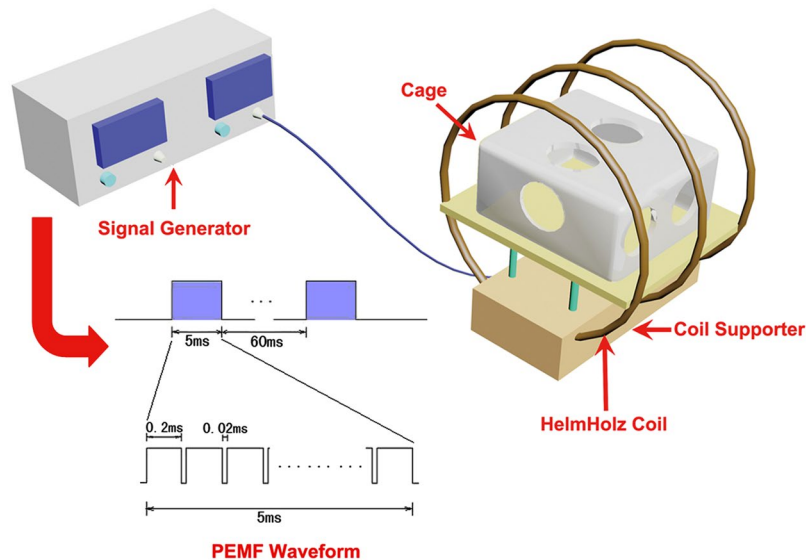 Cage
Signal Generator
5ms
60ms
Coil Supporter
0.2ms
0.02ms
HelmHolz Coil
5ms
PEMF Waveform